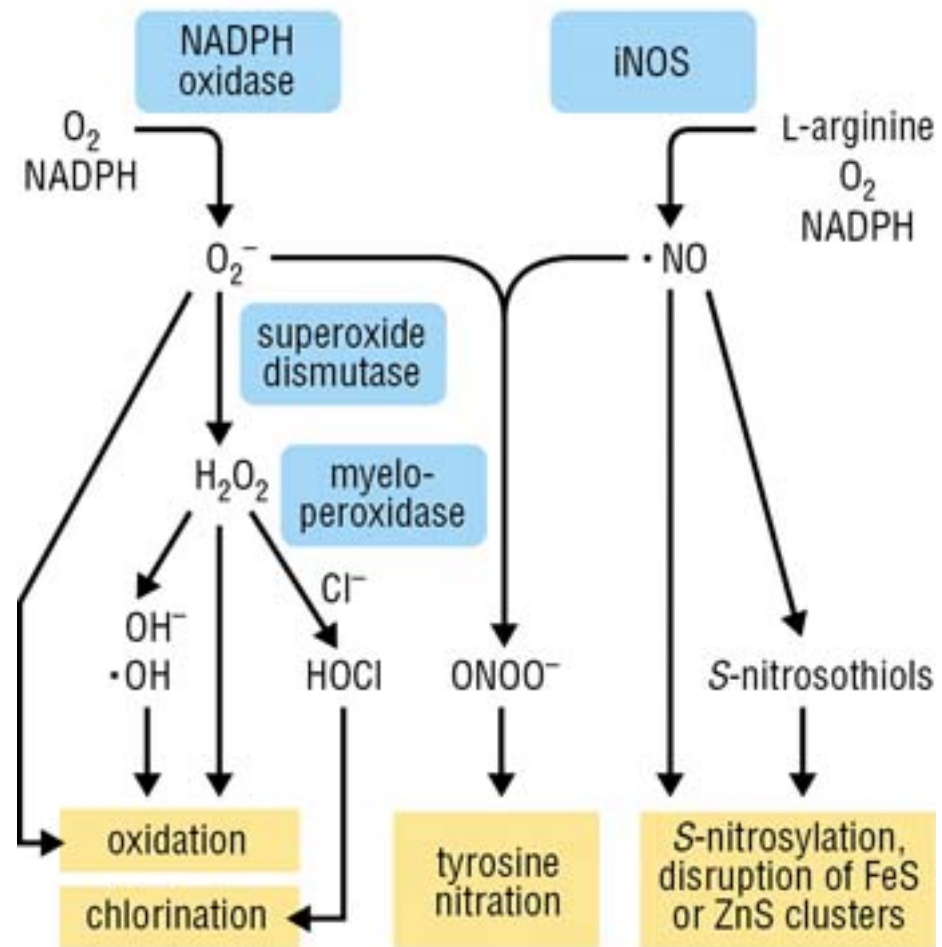 NADPH
oxidase
iNOS
O₂
NADPH
L-arginine
O₂
NADPH
O₂⁻
·NO
superoxide
dismutase
H₂O₂
myelo-
peroxidase
Cl⁻
OH⁻
·OH
HOCl
ONOO⁻
S-nitrosothiols
oxidation
chlorination
tyrosine
nitration
S-nitrosylation,
disruption of FeS
or ZnS clusters